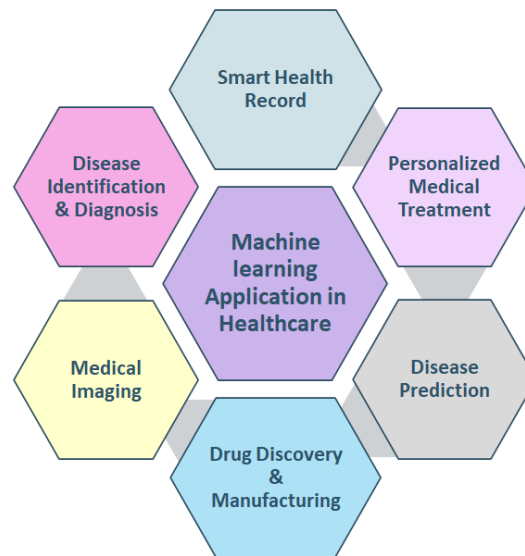 Smart Health
Record
Disease
Identification
& Diagnosis
Personalized
Medical
Treatment
Machine
learning
Application in
Healthcare
Medical
Imaging
Disease
Prediction
Drug Discovery
&
Manufacturing